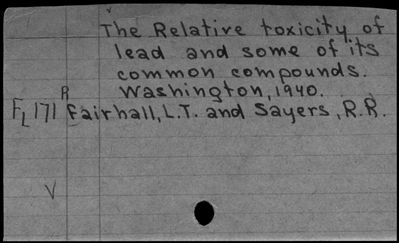 The Relative toxicity of
lead and some of its
common compounds.
Washington, 1940.
R
FL 171 Fairhall, L.T. and Sayers, R.R.